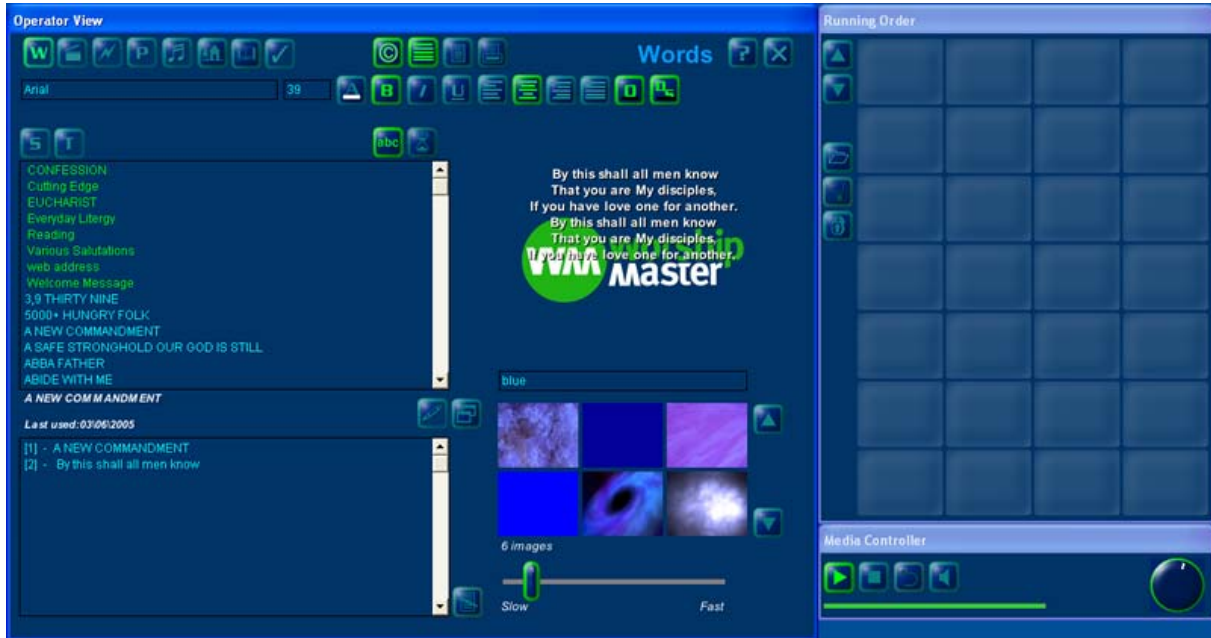 Operator View
W P
Words ? X
Arial 39 A B I U D D
S T abc
CONFESSION
Cutting Edge
EUCHARIST
Everyday Litergy
Reading
Various Salutations
web address
Welcome Message
3,9 THIRTY NINE
5000+ HUNGRY FOLK
A NEW COMMANDMENT
A SAFE STRONGHOLD OUR GOD IS STILL
ABBA FATHER
ABIDE WITH ME
A NEW COMMANDMENT
Last used:03\06\2005
[1] - A NEW COMMANDMENT
[2] - By this shall all men know
By this shall all men know
That you are My disciples,
If you have love one for another.
By this shall all men know
That you are My disciples,
If you have love one for another.
WM worship
Master
blue
6 images
Slow Fast
Running Order
Media Controller